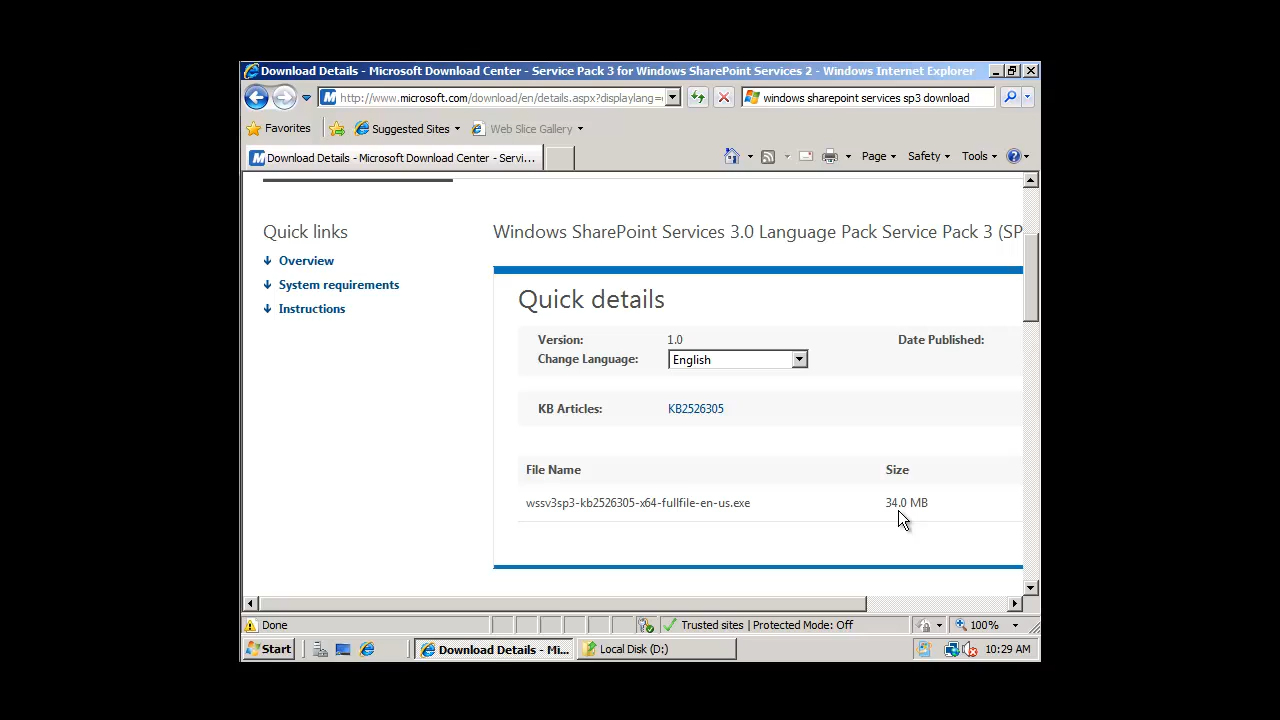 Download Details - Microsoft Download Center - Service Pack 3 for Windows SharePoint Services 2 - Windows Internet Explorer
http://www.microsoft.com/download/en/details.aspx?displaylang=
windows sharepoint services sp3 download
Favorites
Suggested Sites
Web Slice Gallery
Download Details - Microsoft Download Center - Servi...
Page
Safety
Tools
Quick links
Overview
System requirements
Instructions
Windows SharePoint Services 3.0 Language Pack Service Pack 3 (SP
Quick details
Version: 1.0 Date Published:
Change Language: English
KB Articles: KB2526305
File Name Size
wssv3sp3-kb2526305-x64-fullfile-en-us.exe 34.0 MB
Done
Trusted sites | Protected Mode: Off
100%
Start
Download Details - Mi...
Local Disk (D:)
10:29 AM